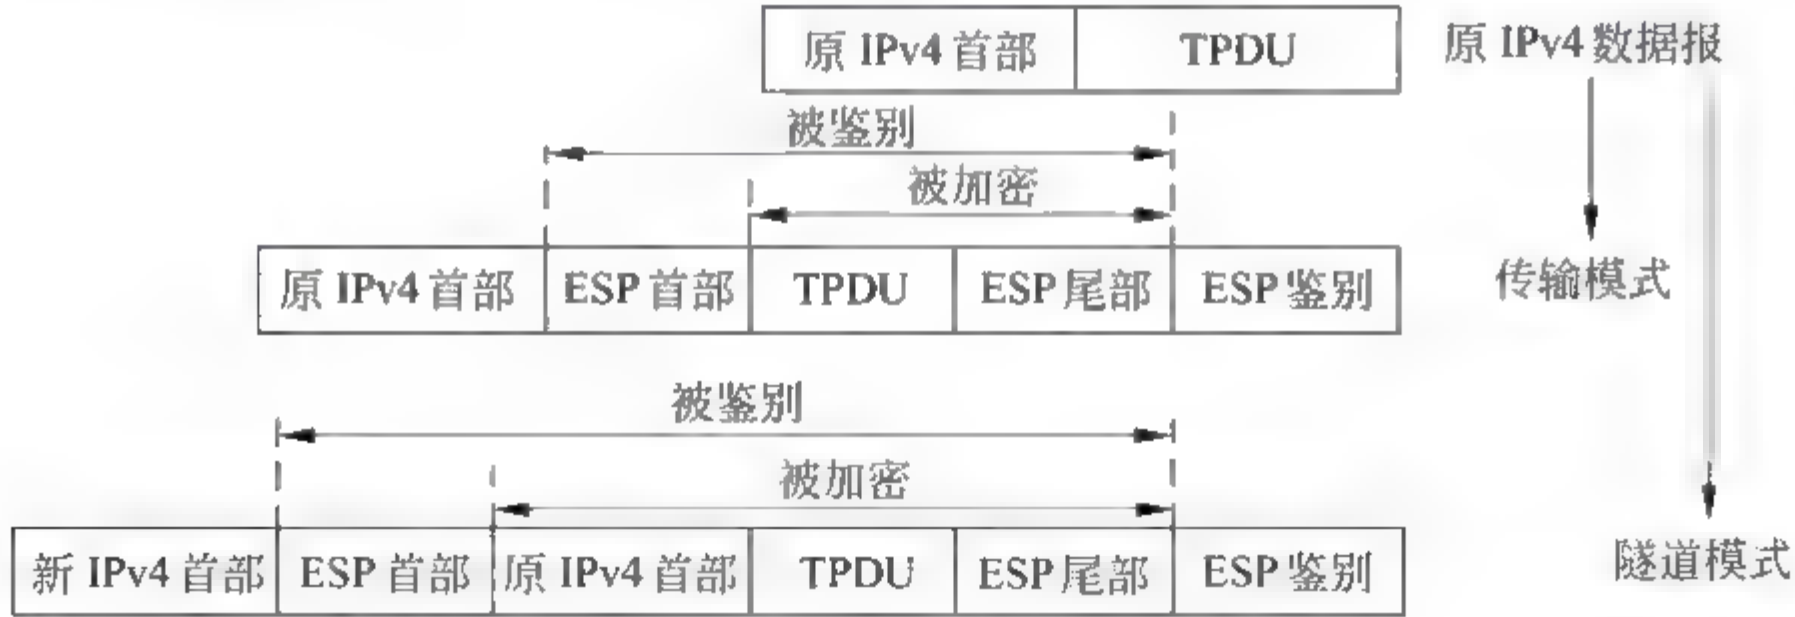 原 IPv4 首部 TPDU 原 IPv4 数据报
被鉴别
被加密
原 IPv4 首部 ESP 首部 TPDU ESP 尾部 ESP 鉴别 传输模式
被鉴别
被加密
新 IPv4 首部 ESP 首部 原 IPv4 首部 TPDU ESP 尾部 ESP 鉴别 隧道模式